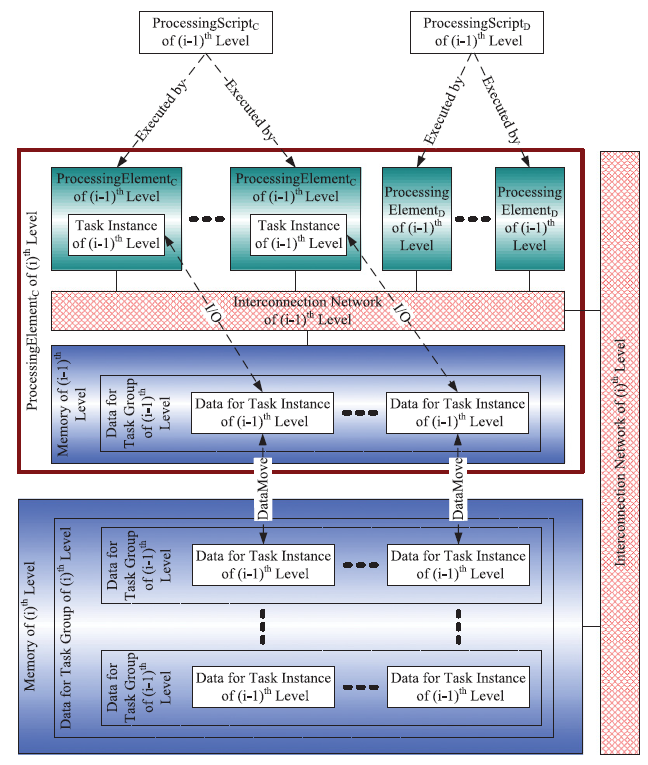 ProcessingScriptC
of (i-1)th Level
ProcessingScriptD
of (i-1)th Level
Executed by
Executed by
Executed by
Executed by
ProcessingElementC
of (i-1)th Level
Task Instance
of (i-1)th Level
ProcessingElementC
of (i-1)th Level
Task Instance
of (i-1)th Level
Processing
ElementD
of (i-1)th
Level
Processing
ElementD
of (i-1)th
Level
ProcessingElementC of (i)th Level
Interconnection Network
of (i-1)th Level
I/O
I/O
Memory of (i-1)th
Level
Data for
Task Group
of (i-1)th
Level
Data for Task Instance
of (i-1)th Level
Data for Task Instance
of (i-1)th Level
DataMove
DataMove
Interconnection Network of (i)th Level
Memory of (i)th Level
Data for Task Group of (i)th Level
Data for
Task Group
of (i-1)th
Level
Data for Task Instance
of (i-1)th Level
Data for Task Instance
of (i-1)th Level
Data for
Task Group
of (i-1)th
Level
Data for Task Instance
of (i-1)th Level
Data for Task Instance
of (i-1)th Level